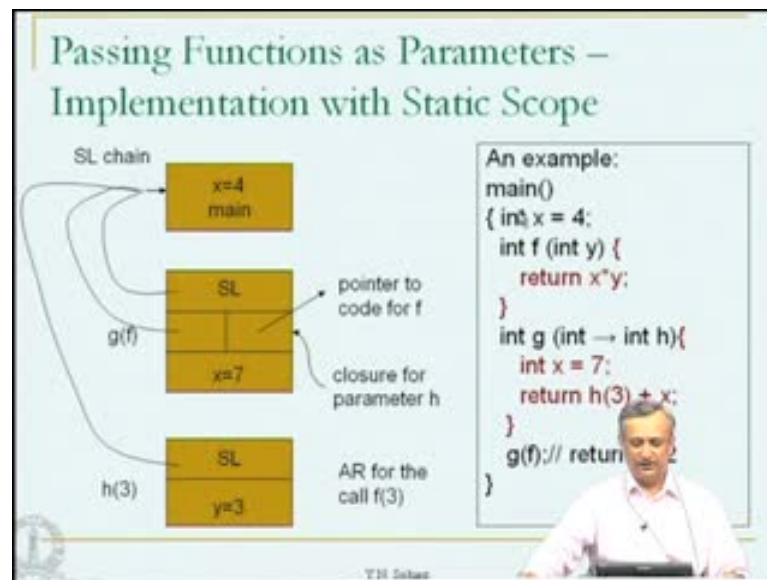 Passing Functions as Parameters –
Implementation with Static Scope
SL chain
x=4
main
SL
g(f)
x=7
pointer to
code for f
closure for
parameter h
SL
h(3)
y=3
AR for the
call f(3)
An example:
main()
{ int x = 4;
int f (int y) {
return x*y;
}
int g (int → int h){
int x = 7;
return h(3) + x;
}
g(f);// return
}